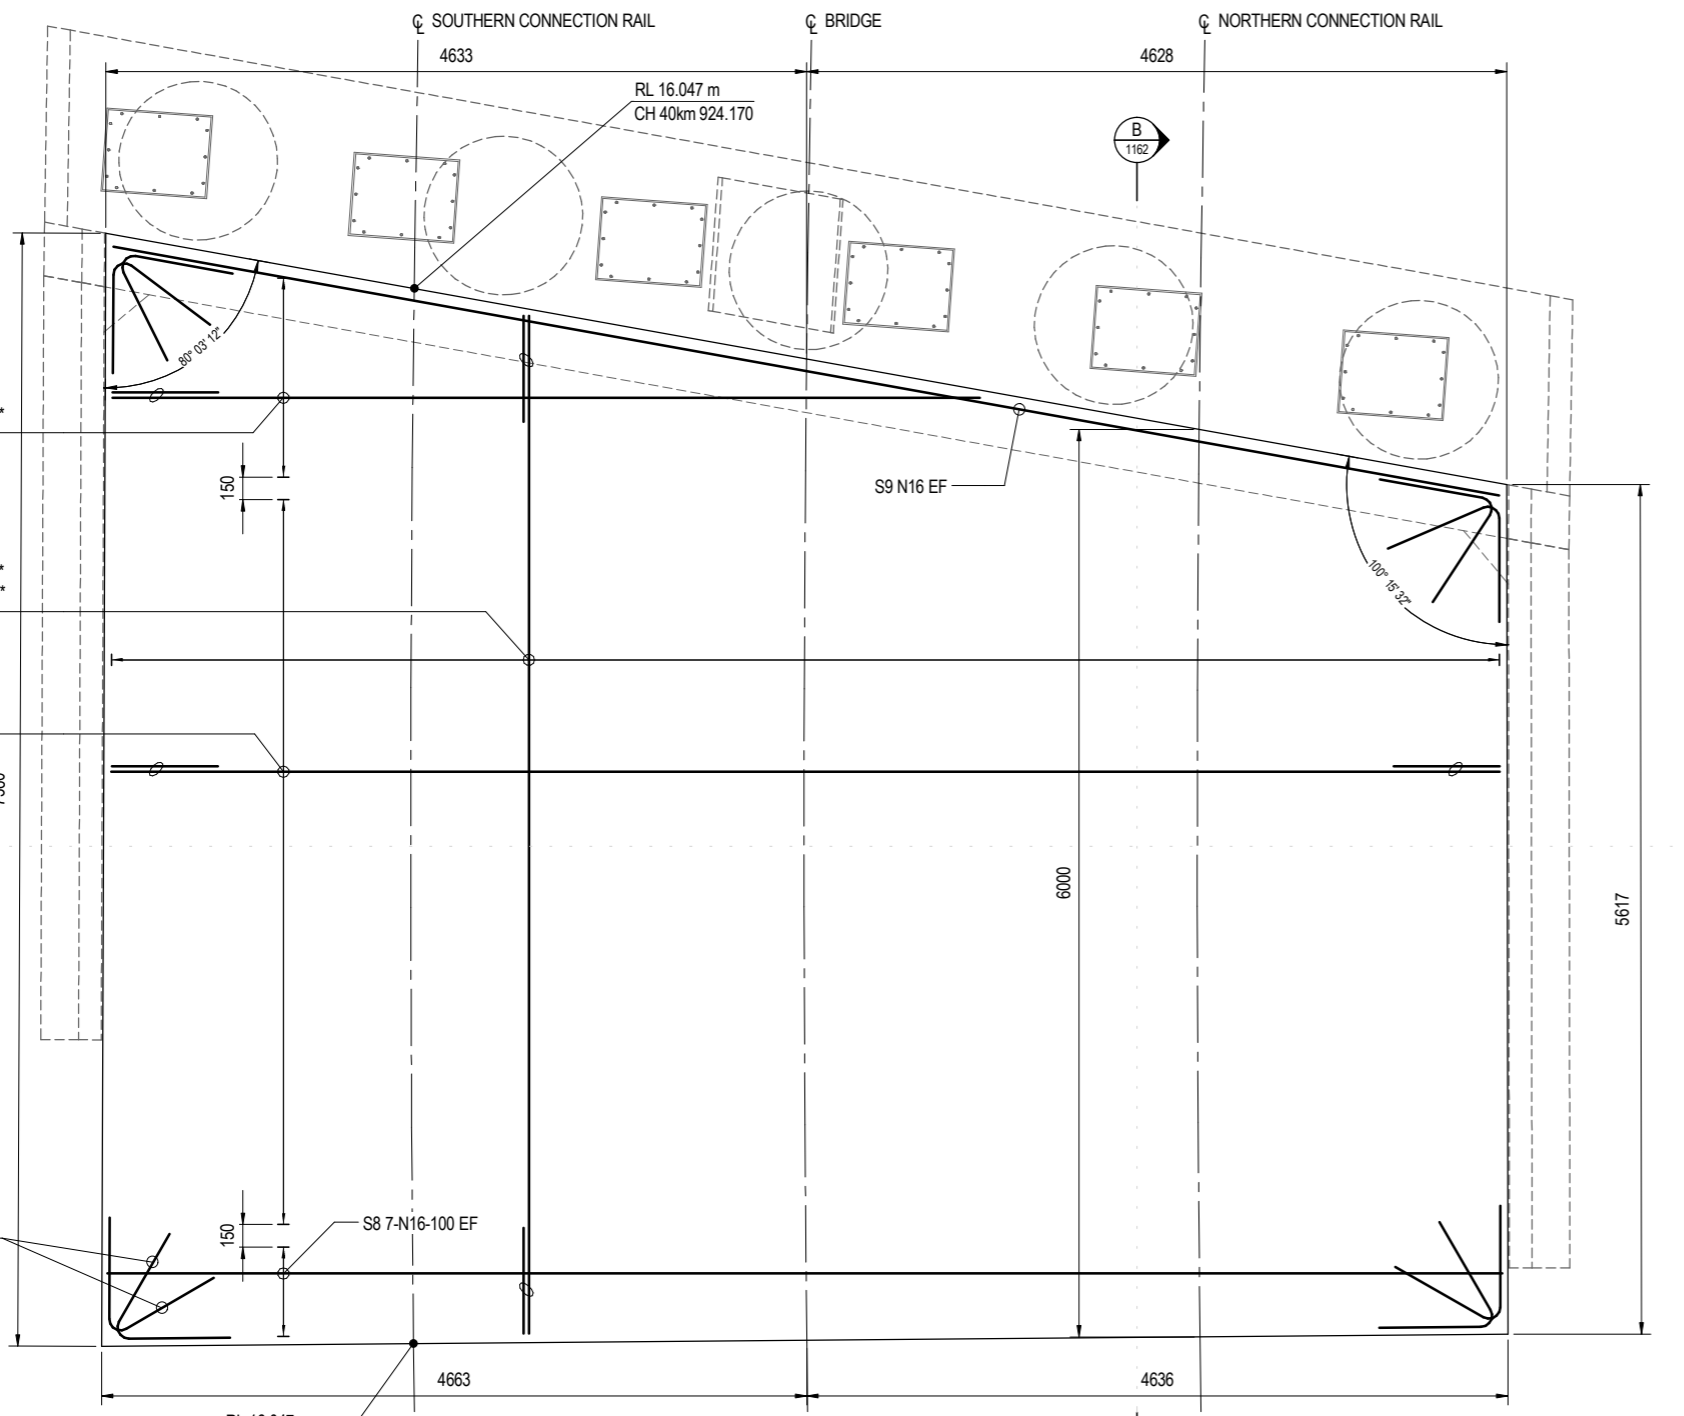 ℄ SOUTHERN CONNECTION RAIL
℄ BRIDGE
℄ NORTHERN CONNECTION RAIL
4633
4628
RL 16.047 m
CH 40km 924.170
B
1162
80° 03' 12"
*
150
S9 N16 EF
100° 15' 32"
*
*
6000
5617
150
S8 7-N16-100 EF
4663
4636